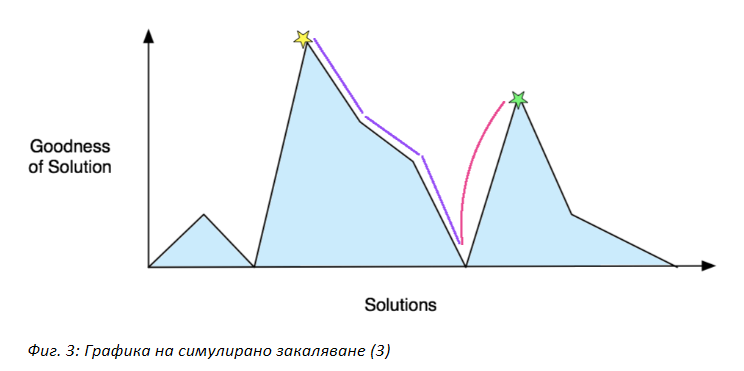 Goodness
of Solution
Solutions
Фиг. 3: Графика на симулирано закаляване (3)